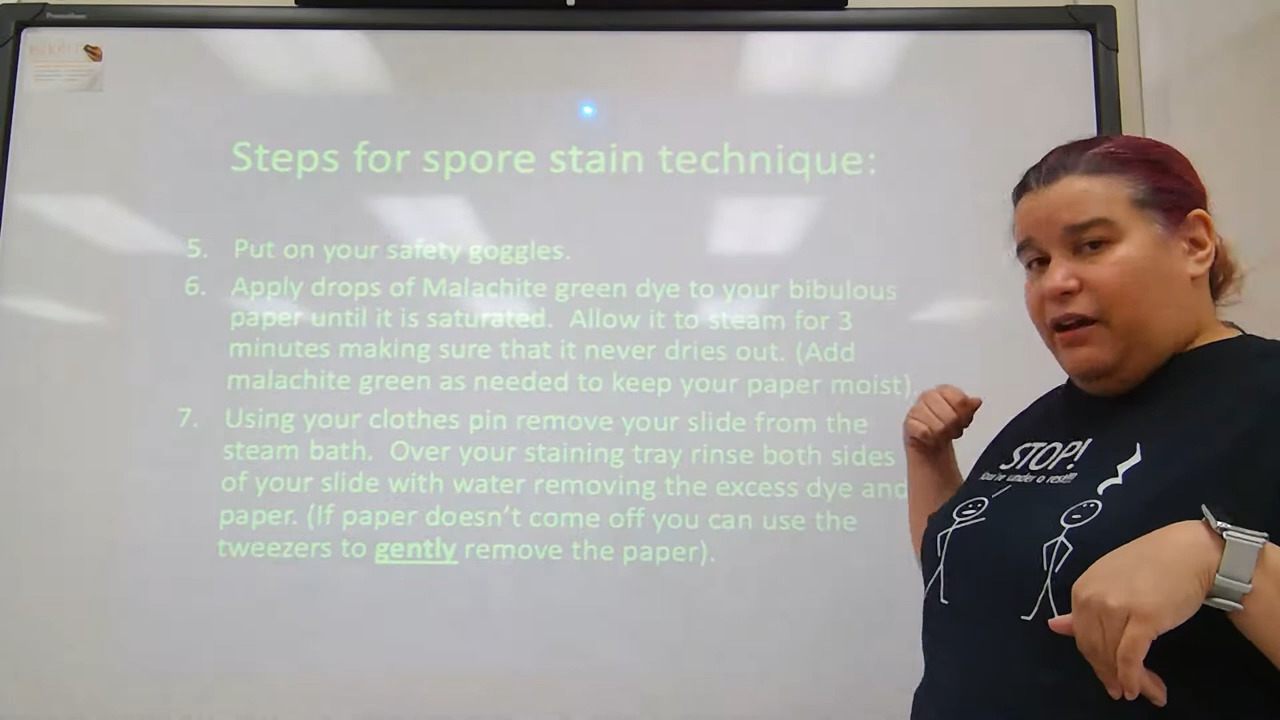 Promethean
Steps for spore stain technique:
5. Put on your safety goggles.
6. Apply drops of Malachite green dye to your bibulous
paper until it is saturated. Allow it to steam for 3
minutes making sure that it never dries out. (Add
malachite green as needed to keep your paper moist)
7. Using your clothes pin remove your slide from the
steam bath. Over your staining tray rinse both sides
of your slide with water removing the excess dye and
paper. (If paper doesn't come off you can use the
tweezers to gently remove the paper).
STOP!
You're under a rest!!!